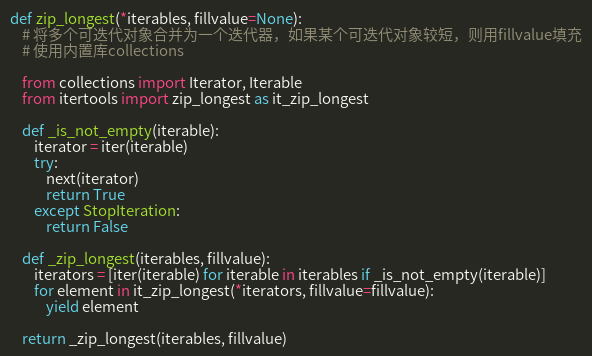 def zip_longest(*iterables, fillvalue=None):
# 将多个可迭代对象合并为一个迭代器，如果某个可迭代对象较短，则用fillvalue填充
# 使用内置库collections
from collections import Iterator, Iterable
from itertools import zip_longest as it_zip_longest
def _is_not_empty(iterable):
iterator = iter(iterable)
try:
next(iterator)
return True
except StopIteration:
return False
def _zip_longest(iterables, fillvalue):
iterators = [iter(iterable) for iterable in iterables if _is_not_empty(iterable)]
for element in it_zip_longest(*iterators, fillvalue=fillvalue):
yield element
return _zip_longest(iterables, fillvalue)